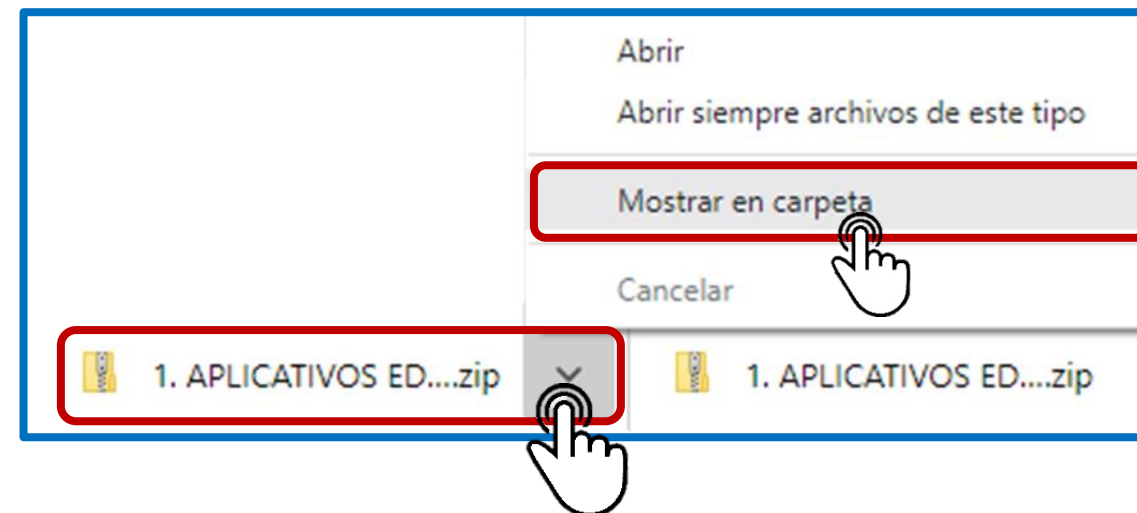 Abrir
Abrir siempre archivos de este tipo
Mostrar en carpeta
Cancelar
1. APLICATIVOS ED....zip
1. APLICATIVOS ED....zip